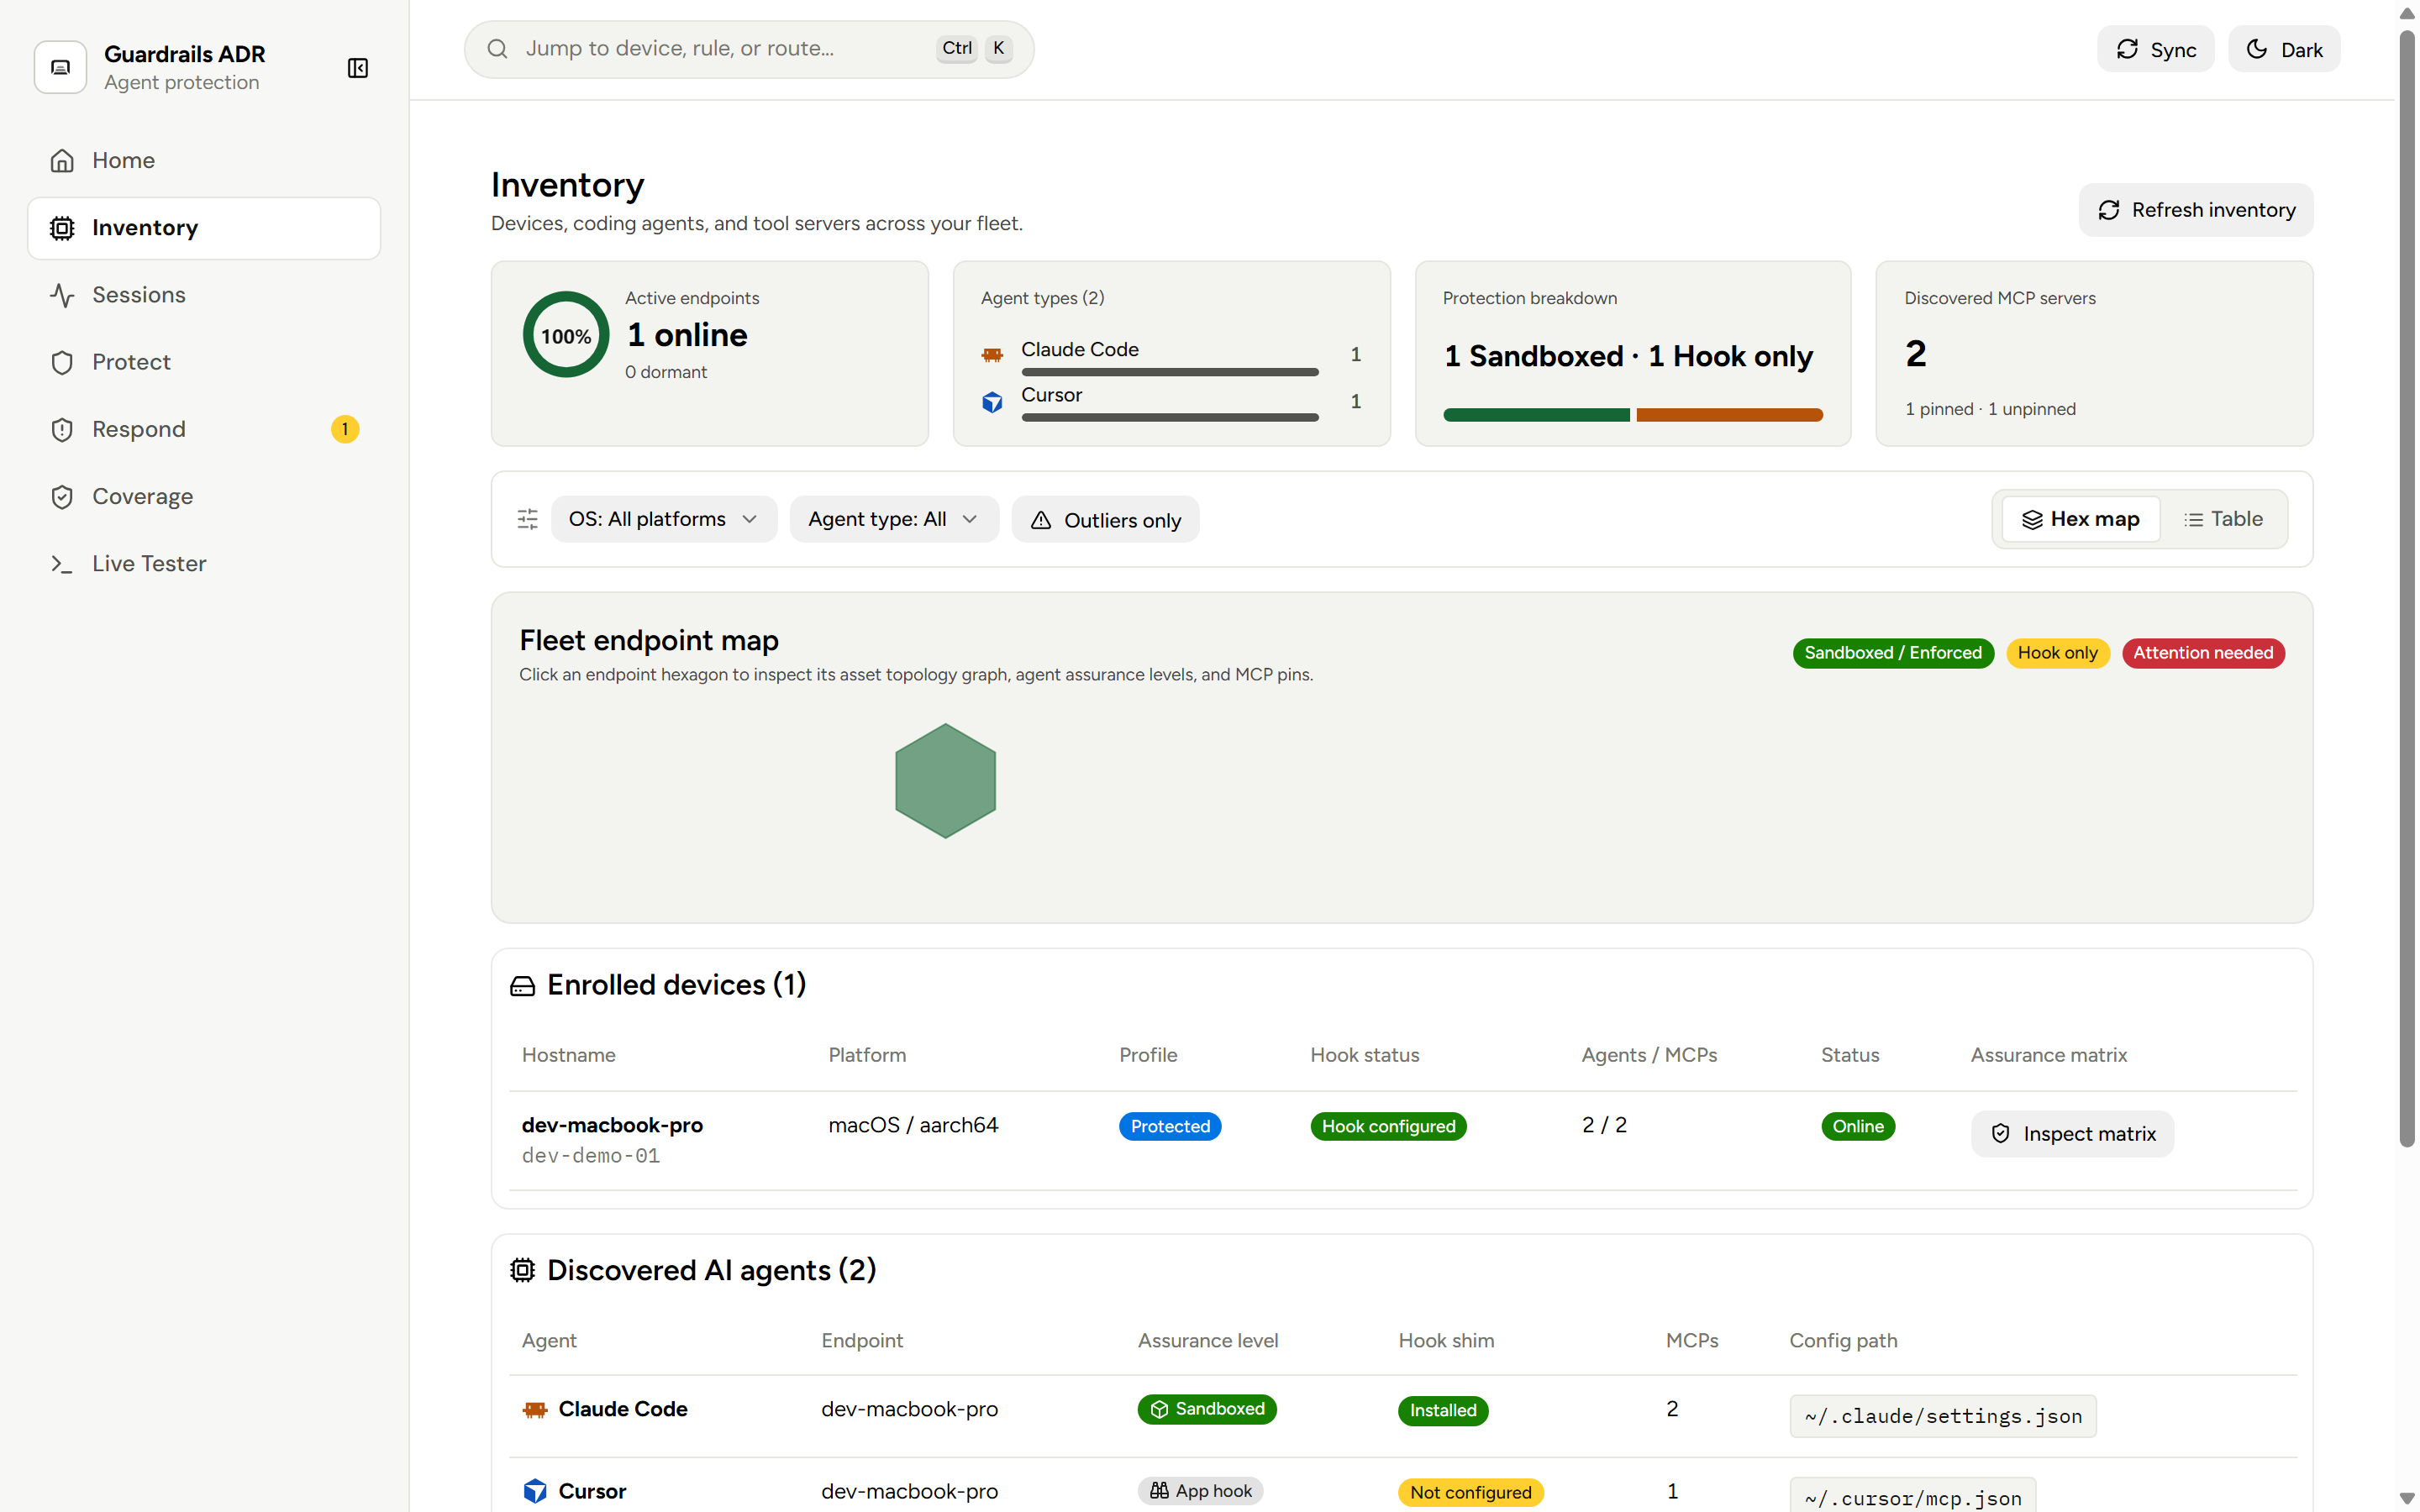 Guardrails ADR
Agent protection
Home
Inventory
Sessions
Protect
Respond 1
Coverage
Live Tester
Jump to device, rule, or route... Ctrl K
Sync Dark
Inventory
Devices, coding agents, and tool servers across your fleet.
Refresh inventory
100%
Active endpoints
1 online
0 dormant
Agent types (2)
Claude Code 1
Cursor 1
Protection breakdown
1 Sandboxed · 1 Hook only
Discovered MCP servers
2
1 pinned · 1 unpinned
OS: All platforms Agent type: All Outliers only Hex map Table
Fleet endpoint map
Click an endpoint hexagon to inspect its asset topology graph, agent assurance levels, and MCP pins.
Sandboxed / Enforced Hook only Attention needed
Enrolled devices (1)
Hostname Platform Profile Hook status Agents / MCPs Status Assurance matrix
dev-macbook-pro macOS / aarch64 Protected Hook configured 2 / 2 Online Inspect matrix
dev-demo-01
Discovered AI agents (2)
Agent Endpoint Assurance level Hook shim MCPs Config path
Claude Code dev-macbook-pro Sandboxed Installed 2 ~/.claude/settings.json
Cursor dev-macbook-pro App hook Not configured 1 ~/.cursor/mcp.json